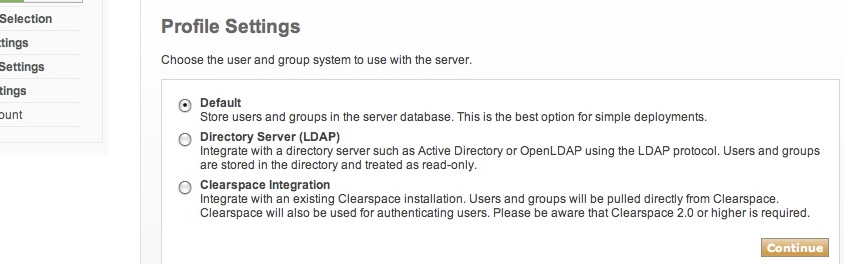 Selection
Profile Settings
ttings
Choose the user and group system to use with the server.
Settings
tings
Default
ount
Store users and groups in the server database. This is the best option for simple deployments.
Directory Server (LDAP)
Integrate with a directory server such as Active Directory or OpenLDAP using the LDAP protocol. Users and groups
are stored in the directory and treated as read-only.
Clearspace Integration
Integrate with an existing Clearspace installation. Users and groups will be pulled directly from Clearspace.
Clearspace will also be used for authenticating users. Please be aware that Clearspace 2.0 or higher is required.
Continue